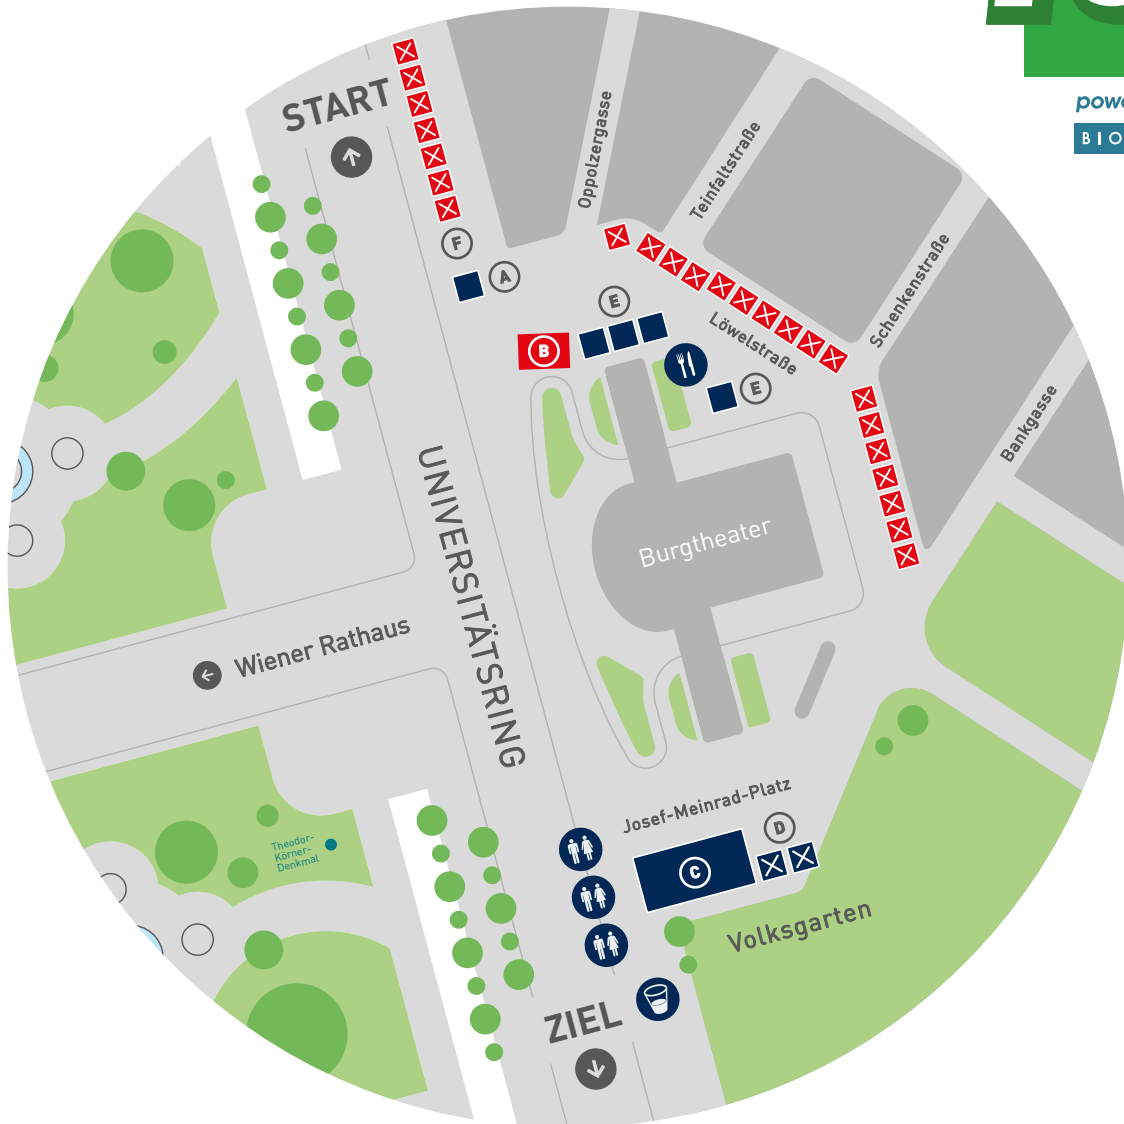 powe
BIO
START
Oppolzergasse
Teinfaltstraße
Schenkenstraße
Bankgasse
Löwelstraße
F
A
E
B
E
UNIVERSITÄTSRING
Burgtheater
Wiener Rathaus
Josef-Meinrad-Platz
Theodor-
Körner-
Denkmal
D
C
Volksgarten
ZIEL